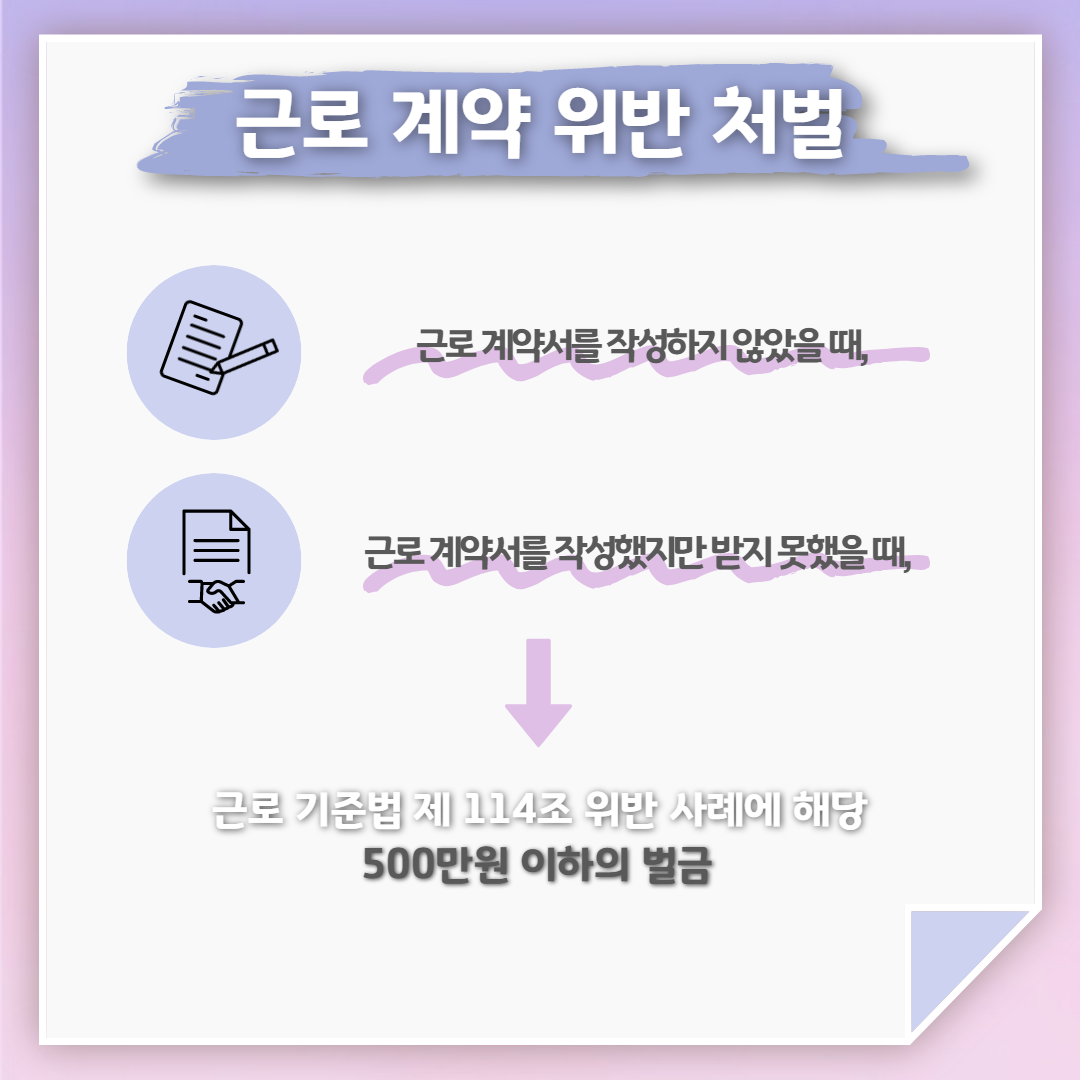 근로 계약 위반 처벌
근로 계약서를 작성하지 않았을 때,
근로 계약서를 작성했지만 받지 못했을 때,
근로 기준법 제 114조 위반 사례에 해당
500만원 이하의 벌금